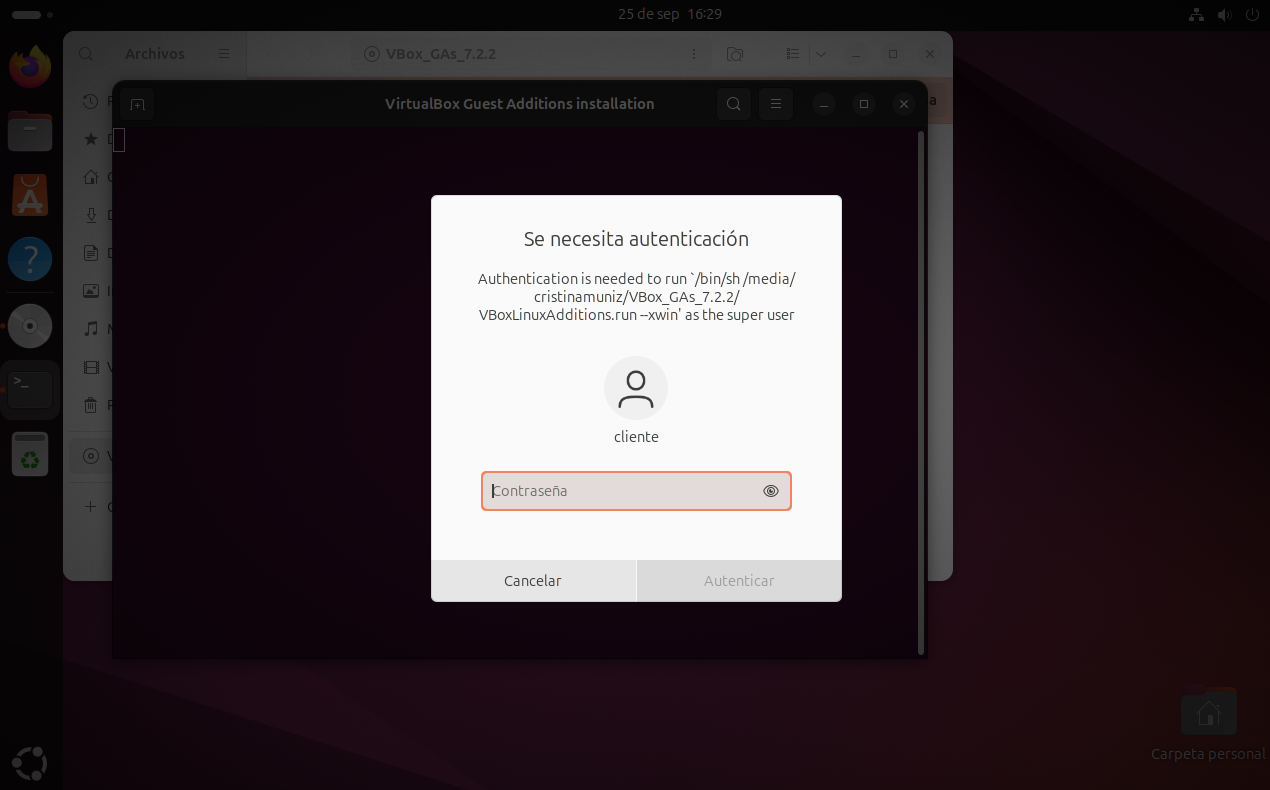 25 de sep 16:29
Archivos
VBox_GAs_7.2.2
VirtualBox Guest Additions installation
Se necesita autenticación
Authentication is needed to run `/bin/sh /media/
cristinamuniz/VBox_GAs_7.2.2/
VBoxLinuxAdditions.run --xwin' as the super user
cliente
Contraseña
Cancelar
Autenticar
Carpeta personal